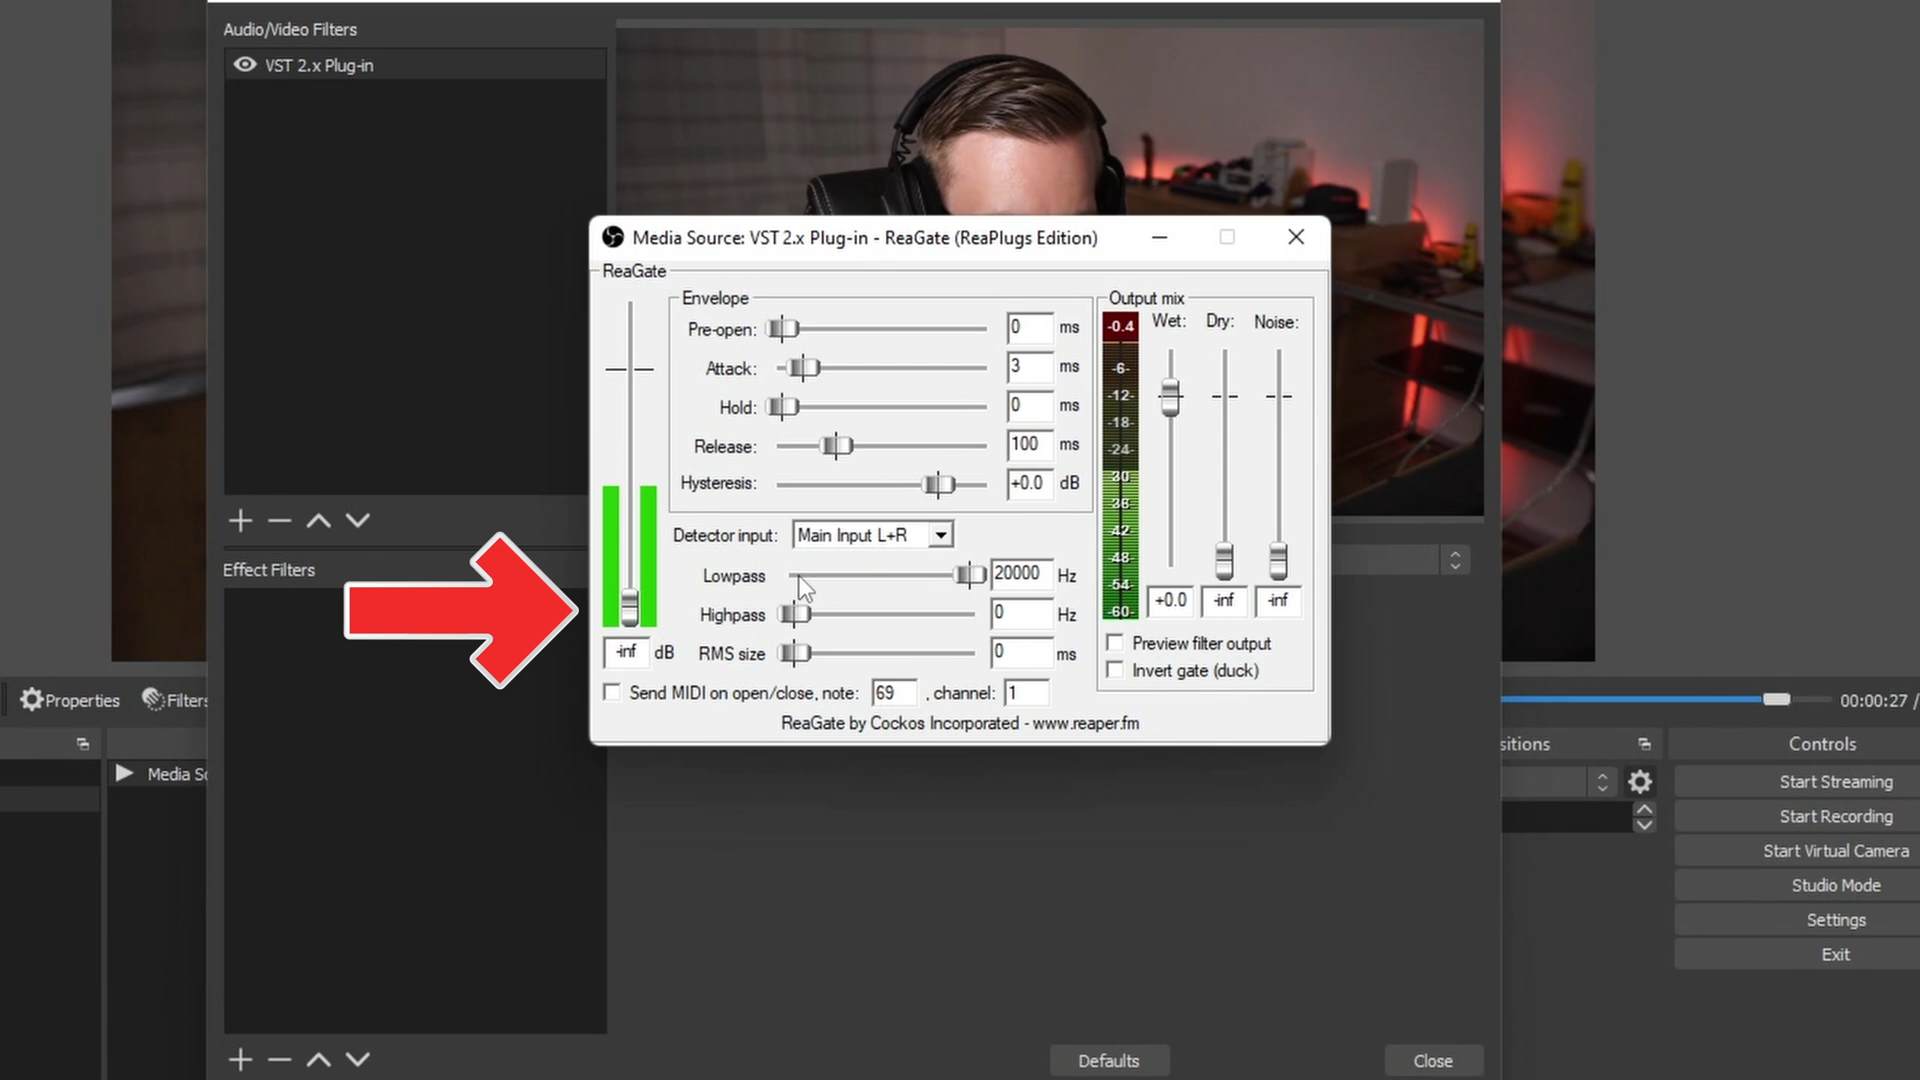 Audio/Video Filters
VST 2.x Plug-in
Media Source: VST 2.x Plug-in - ReaGate (ReaPlugs Edition)
ReaGate
Envelope
Pre-open: 0 ms
Attack: 3 ms
Hold: 0 ms
Release: 100 ms
Hysteresis: +0.0 dB
Output mix
Wet: Dry: Noise:
-0.4
-6-
-12-
-18-
-24-
-30-
-36-
-42-
-48-
-54-
-60-
+0.0 -inf -inf
Detector input: Main Input L+R
Lowpass 20000 Hz
Highpass 0 Hz
RMS size 0 ms
-inf dB
Preview filter output
Invert gate (duck)
Send MIDI on open/close, note: 69 , channel: 1
ReaGate by Cockos Incorporated - www.reaper.fm
Effect Filters
Properties
Filters
00:00:27 /
Media So
sitions
Controls
Start Streaming
Start Recording
Start Virtual Camera
Studio Mode
Settings
Exit
Defaults
Close